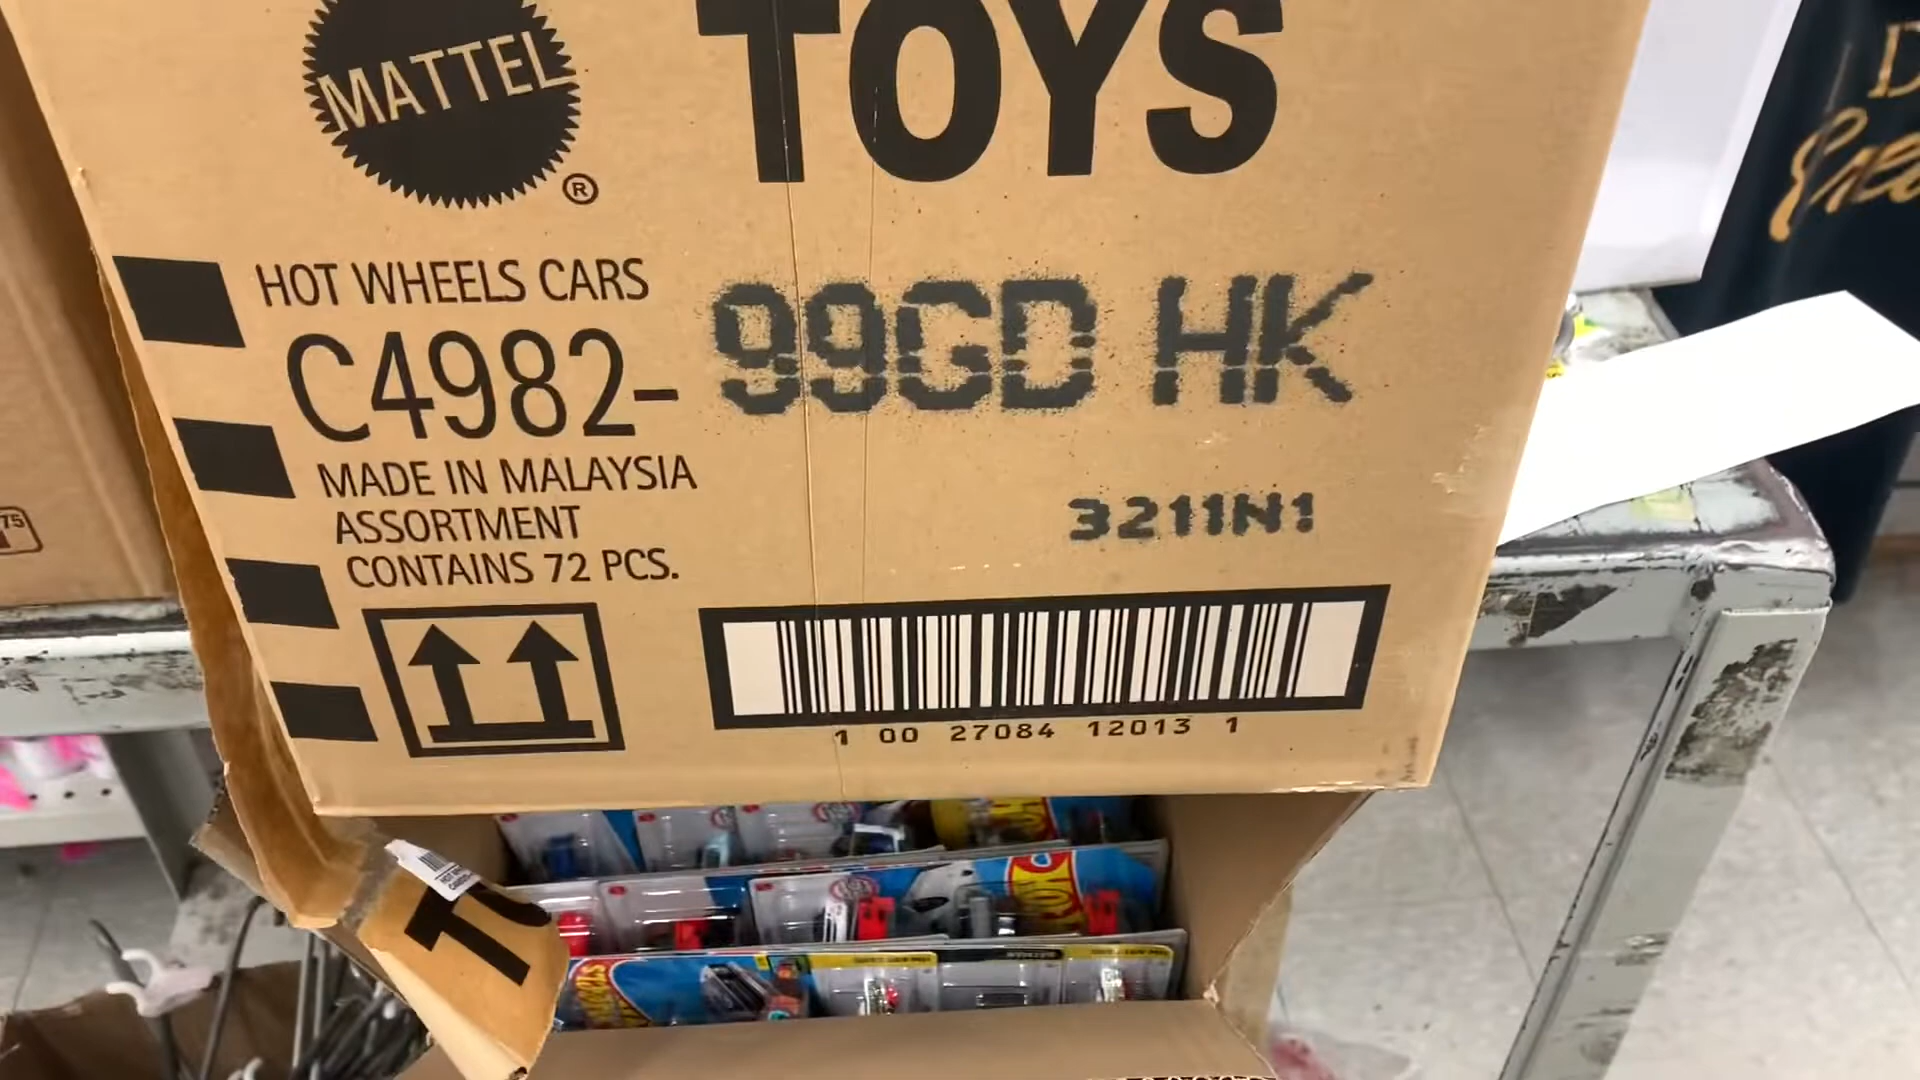 MATTEL
®
TOYS
HOT WHEELS CARS
C4982-
99GD HK
MADE IN MALAYSIA
ASSORTMENT
CONTAINS 72 PCS.
3211N1
1 00 27084 12013 1